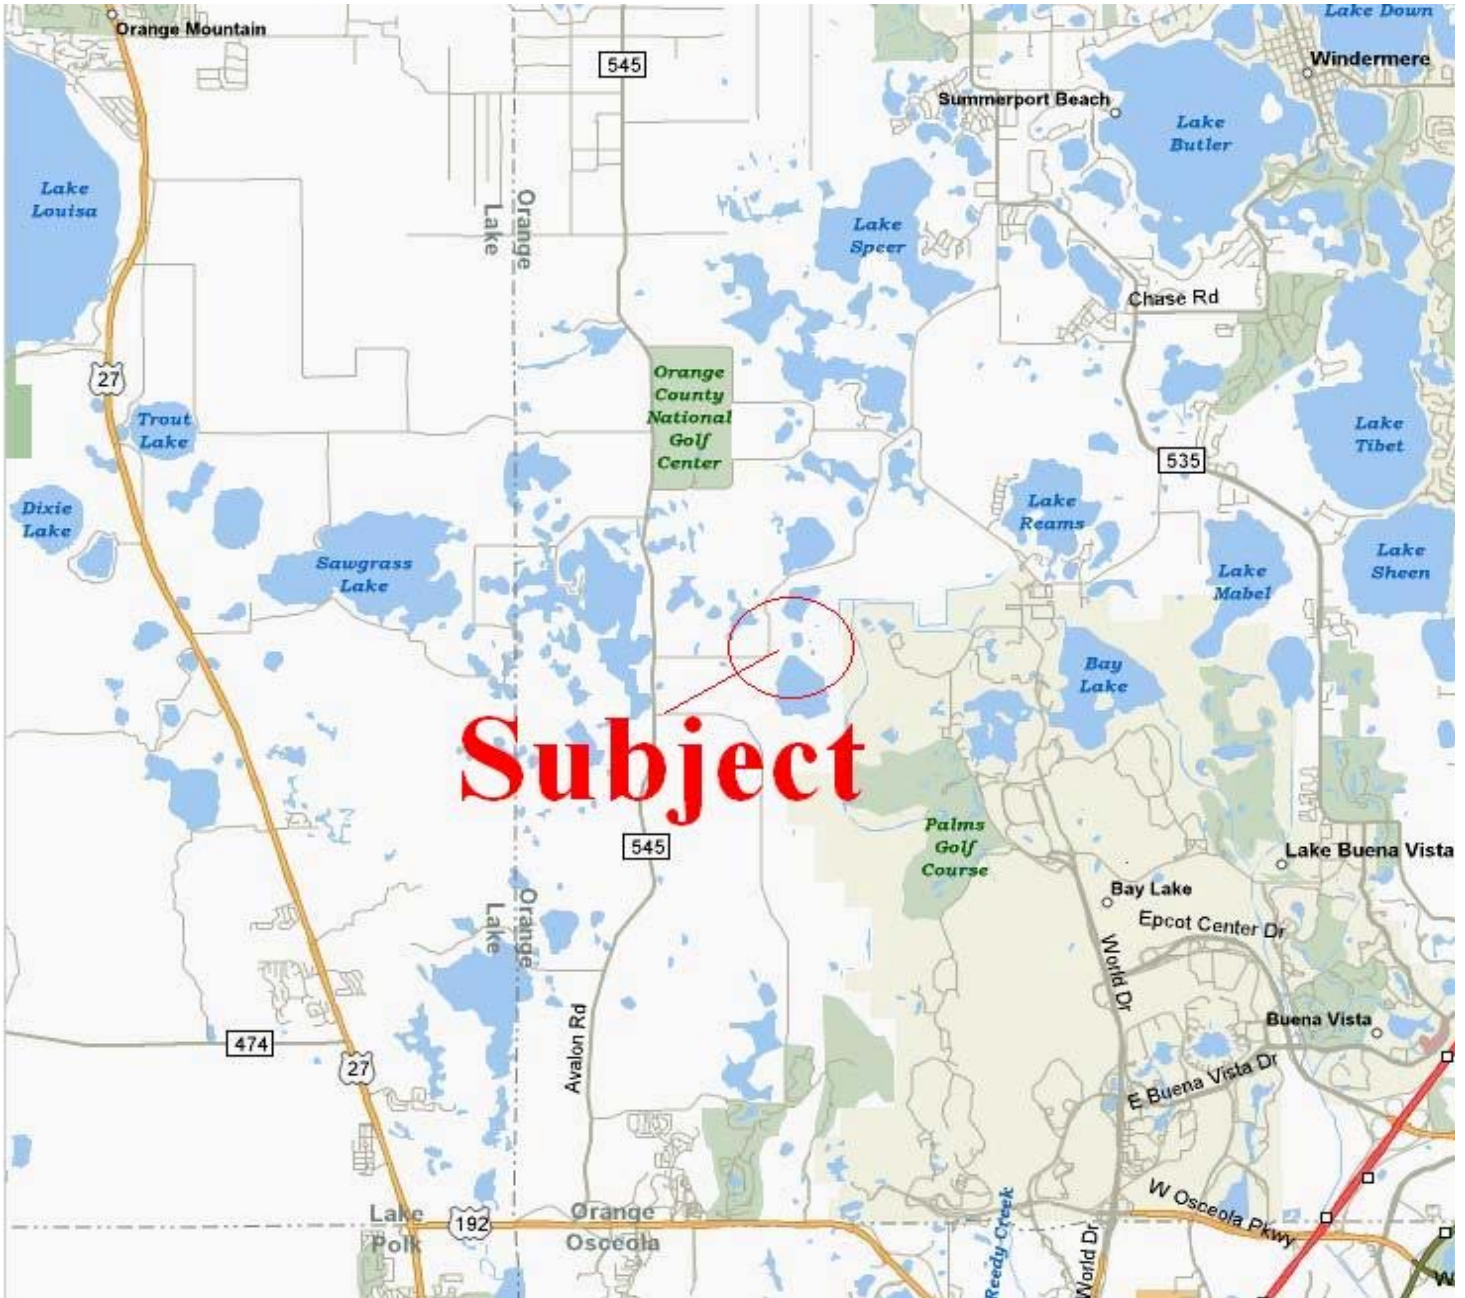 Orange Mountain
Lake Down
Windermere
545
Summerport Beach
Lake
Butler
Lake
Louisa
Lake
Orange
Lake
Speer
Chase Rd
27
Orange
County
National
Golf
Center
Trout
Lake
Lake
Tibet
535
Dixie
Lake
Lake
Reams
Sawgrass
Lake
Lake
Sheen
Lake
Mabel
Bay
Lake
Subject
Palms
Golf
Course
545
Lake Buena Vista
Bay Lake
Lake
Orange
Epcot Center Dr
World Dr
Avalon Rd
Buena Vista
474
27
E Buena Vista Dr
Lake
Polk
192
Orange
Osceola
Reedy Creek
World Dr
W Osceola Pkwy
W